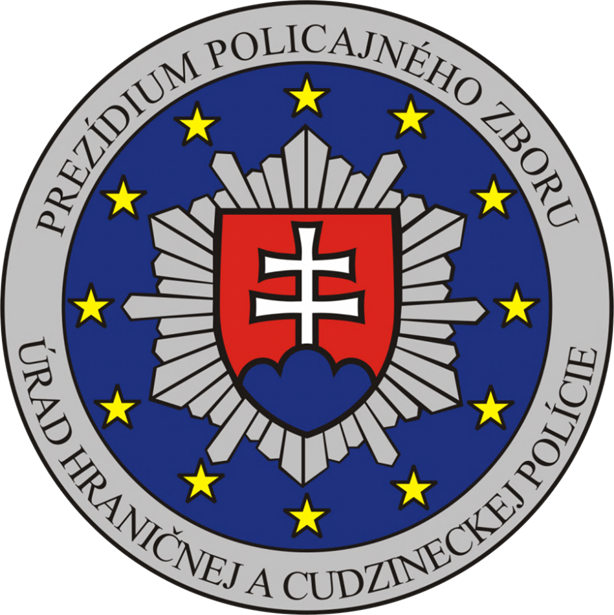 PREZÍDIUM POLICAJNÉHO ZBORU
ÚRAD HRANIČNEJ A CUDZINECKEJ POLÍCIE